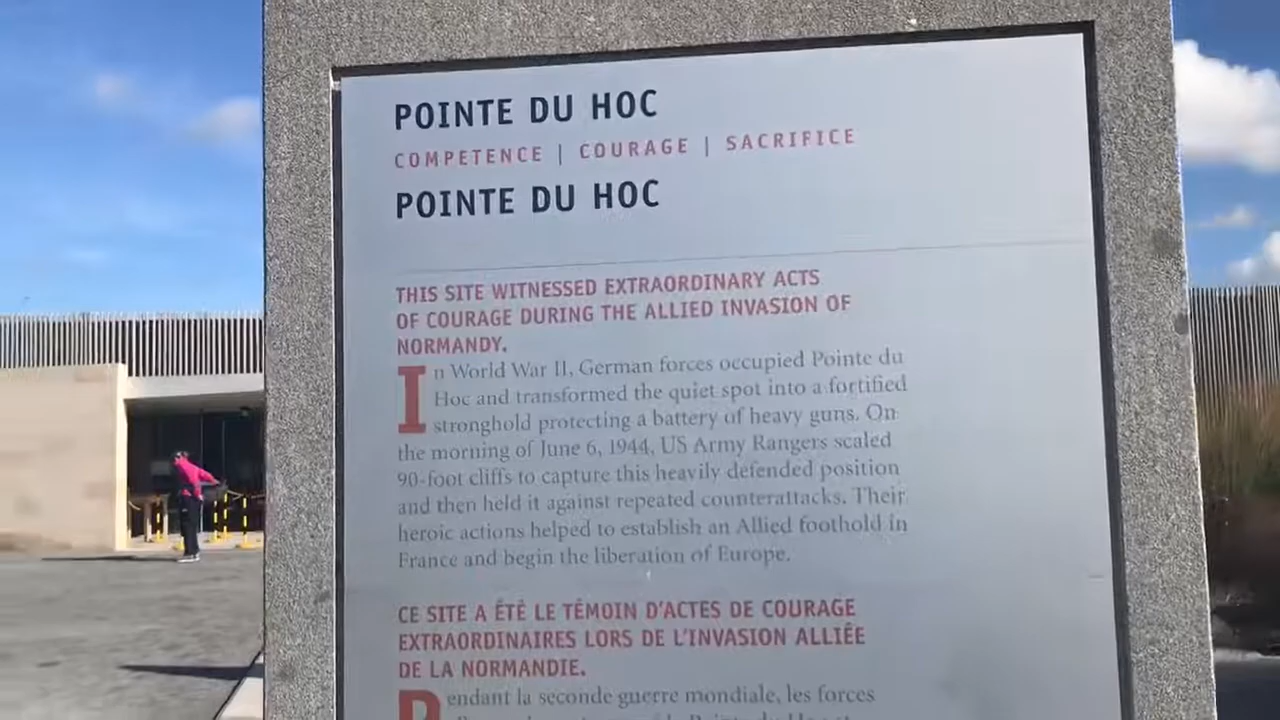 POINTE DU HOC
COMPETENCE | COURAGE | SACRIFICE
POINTE DU HOC
THIS SITE WITNESSED EXTRAORDINARY ACTS
OF COURAGE DURING THE ALLIED INVASION OF
NORMANDY.
In World War II, German forces occupied Pointe du
Hoc and transformed the quiet spot into a fortified
stronghold protecting a battery of heavy guns. On
the morning of June 6, 1944, US Army Rangers scaled
90-foot cliffs to capture this heavily defended position
and then held it against repeated counterattacks. Their
heroic actions helped to establish an Allied foothold in
France and begin the liberation of Europe.
CE SITE A ÉTÉ LE TÉMOIN D'ACTES DE COURAGE
EXTRAORDINAIRES LORS DE L'INVASION ALLIÉE
DE LA NORMANDIE.
Pendant la seconde guerre mondiale, les forces